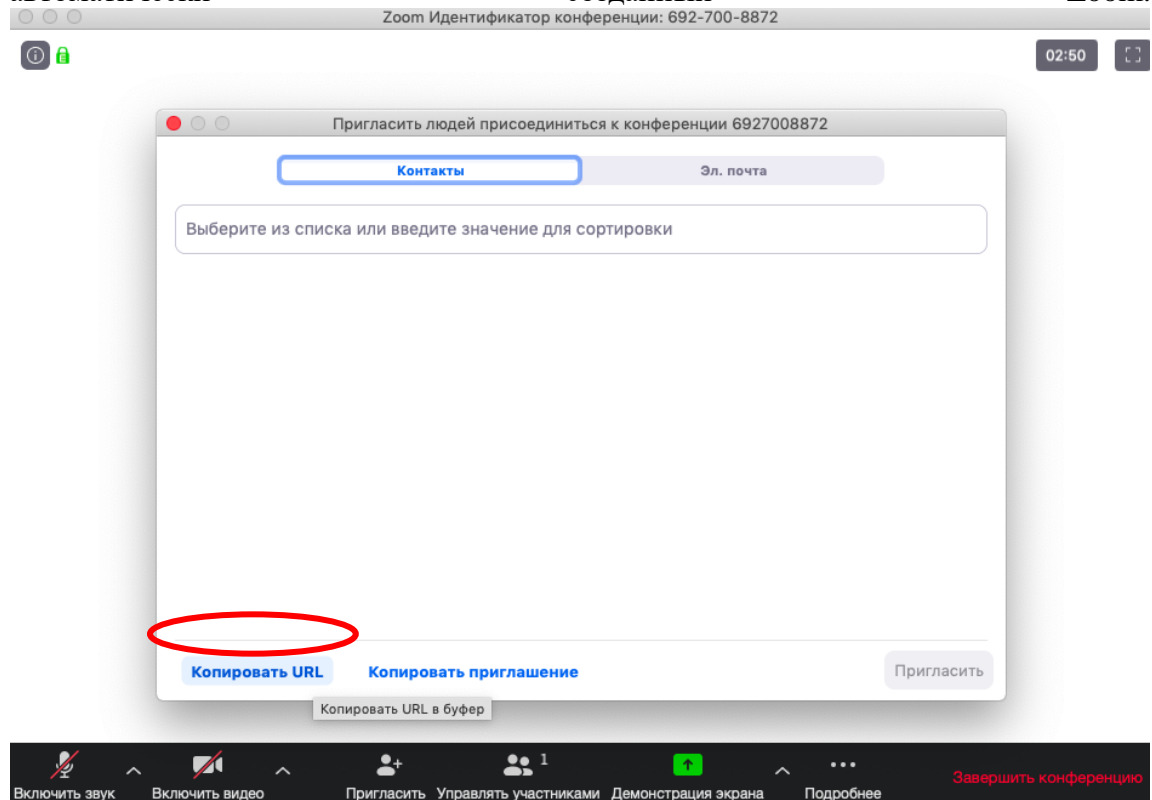 Zoom Идентификатор конференции: 692-700-8872
02:50
Пригласить людей присоединиться к конференции 6927008872
Контакты Эл. почта
Выберите из списка или введите значение для сортировки
Копировать URL Копировать приглашение Пригласить
Копировать URL в буфер
1
Включить звук Включить видео Пригласить Управлять участниками Демонстрация экрана Подробнее Завершить конференцию